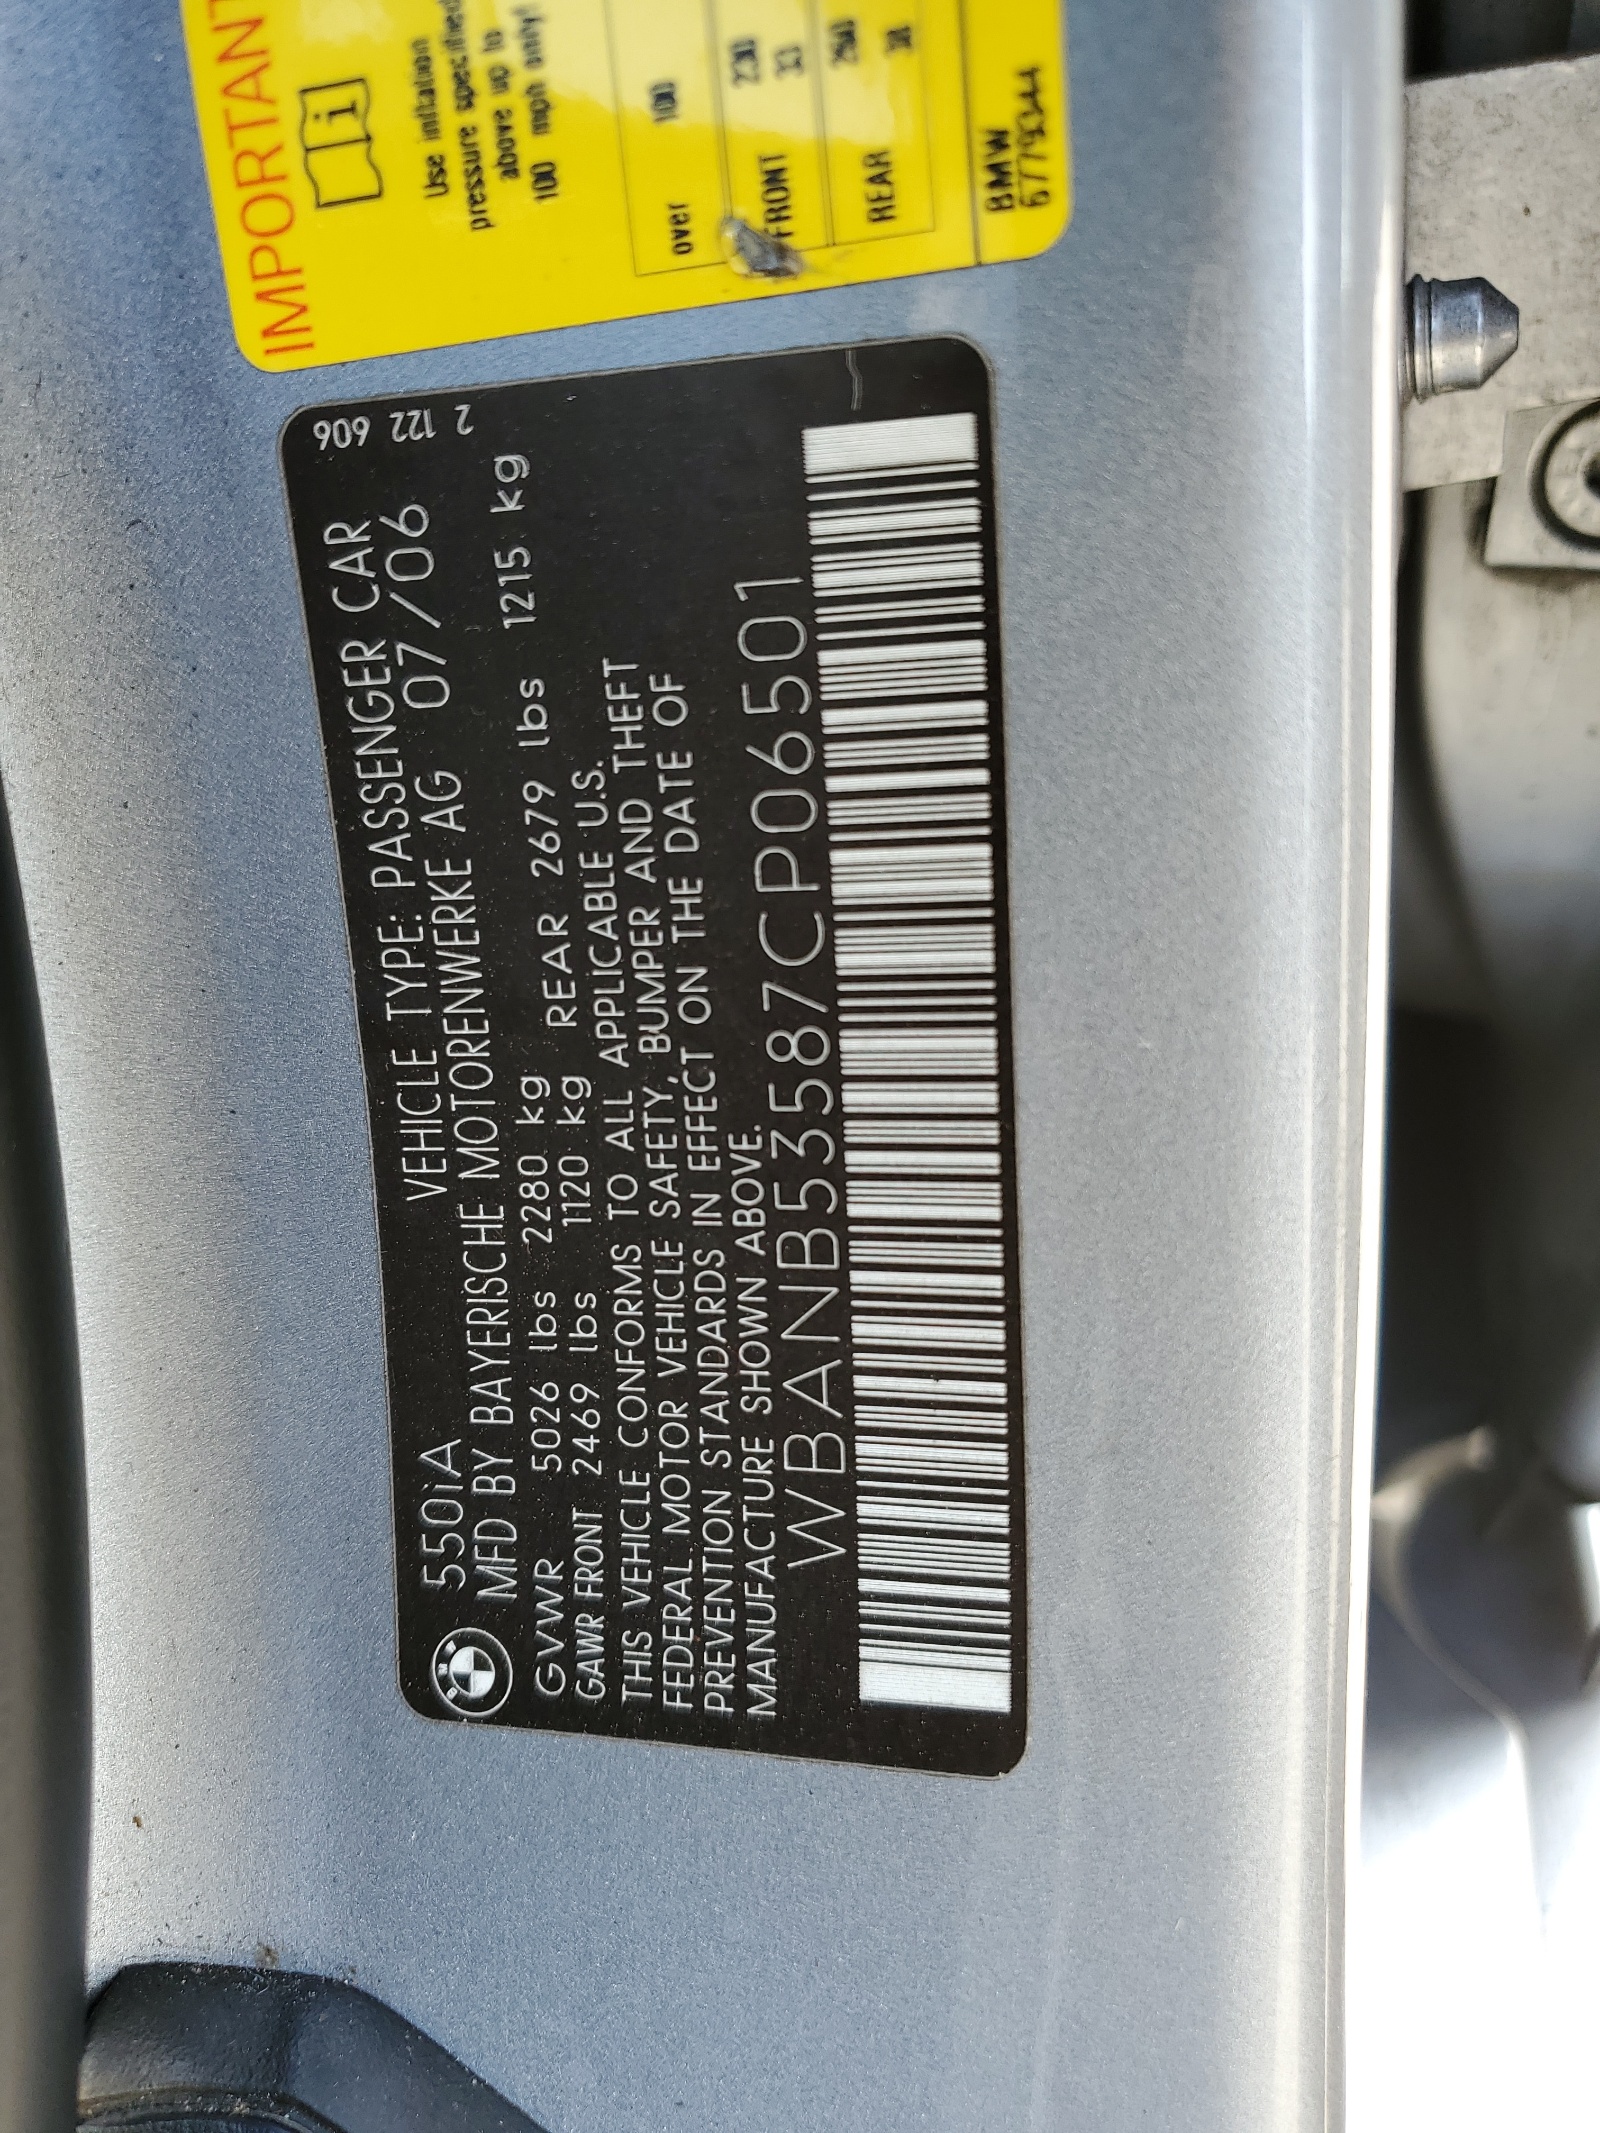 IMPORTANT
Use inflation
pressure specified
above up to
100 mph only!
over 100
FRONT 230
33
REAR 260
38
BMW
6779344
2 122 606
550iA VEHICLE TYPE: PASSENGER CAR
MFD BY BAYERISCHE MOTORENWERKE AG 07/06
GVWR 5026 lbs 2280 kg
GAWR FRONT 2469 lbs 1120 kg REAR 2679 lbs 1215 kg
THIS VEHICLE CONFORMS TO ALL APPLICABLE U.S.
FEDERAL MOTOR VEHICLE SAFETY, BUMPER AND THEFT
PREVENTION STANDARDS IN EFFECT ON THE DATE OF
MANUFACTURE SHOWN ABOVE.
WBANB53587CP06501